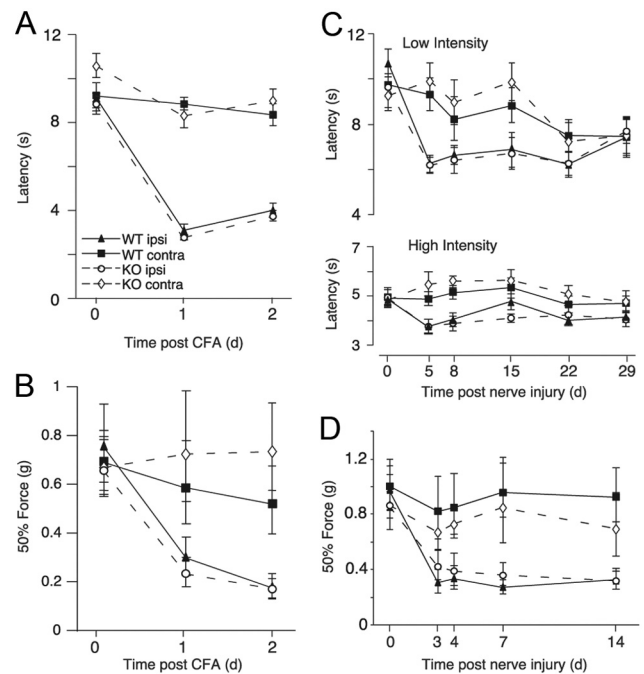 A
12
8
4
0
Latency (s)
WT ipsi
WT contra
KO ipsi
KO contra
0 1 2
Time post CFA (d)
B
1
0.8
0.6
0.4
0.2
0
50% Force (g)
0 1 2
Time post CFA (d)
C
Low Intensity
12
8
4
Latency (s)
High Intensity
7
5
3
Latency (s)
0 5 8 15 22 29
Time post nerve injury (d)
D
1.2
0.8
0.4
0
50% Force (g)
0 3 4 7 14
Time post nerve injury (d)